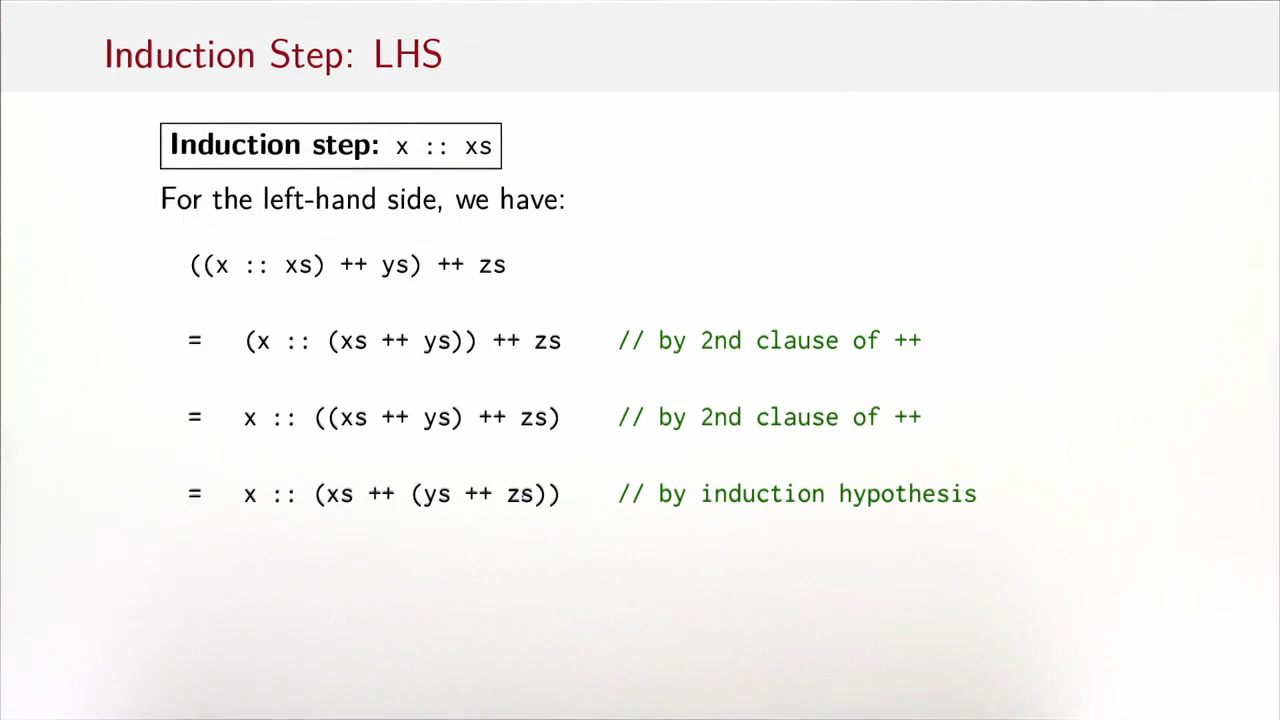 Induction Step: LHS
Induction step: x :: xs
For the left-hand side, we have:
((x :: xs) ++ ys) ++ zs
= (x :: (xs ++ ys)) ++ zs // by 2nd clause of ++
= x :: ((xs ++ ys) ++ zs) // by 2nd clause of ++
= x :: (xs ++ (ys ++ zs)) // by induction hypothesis